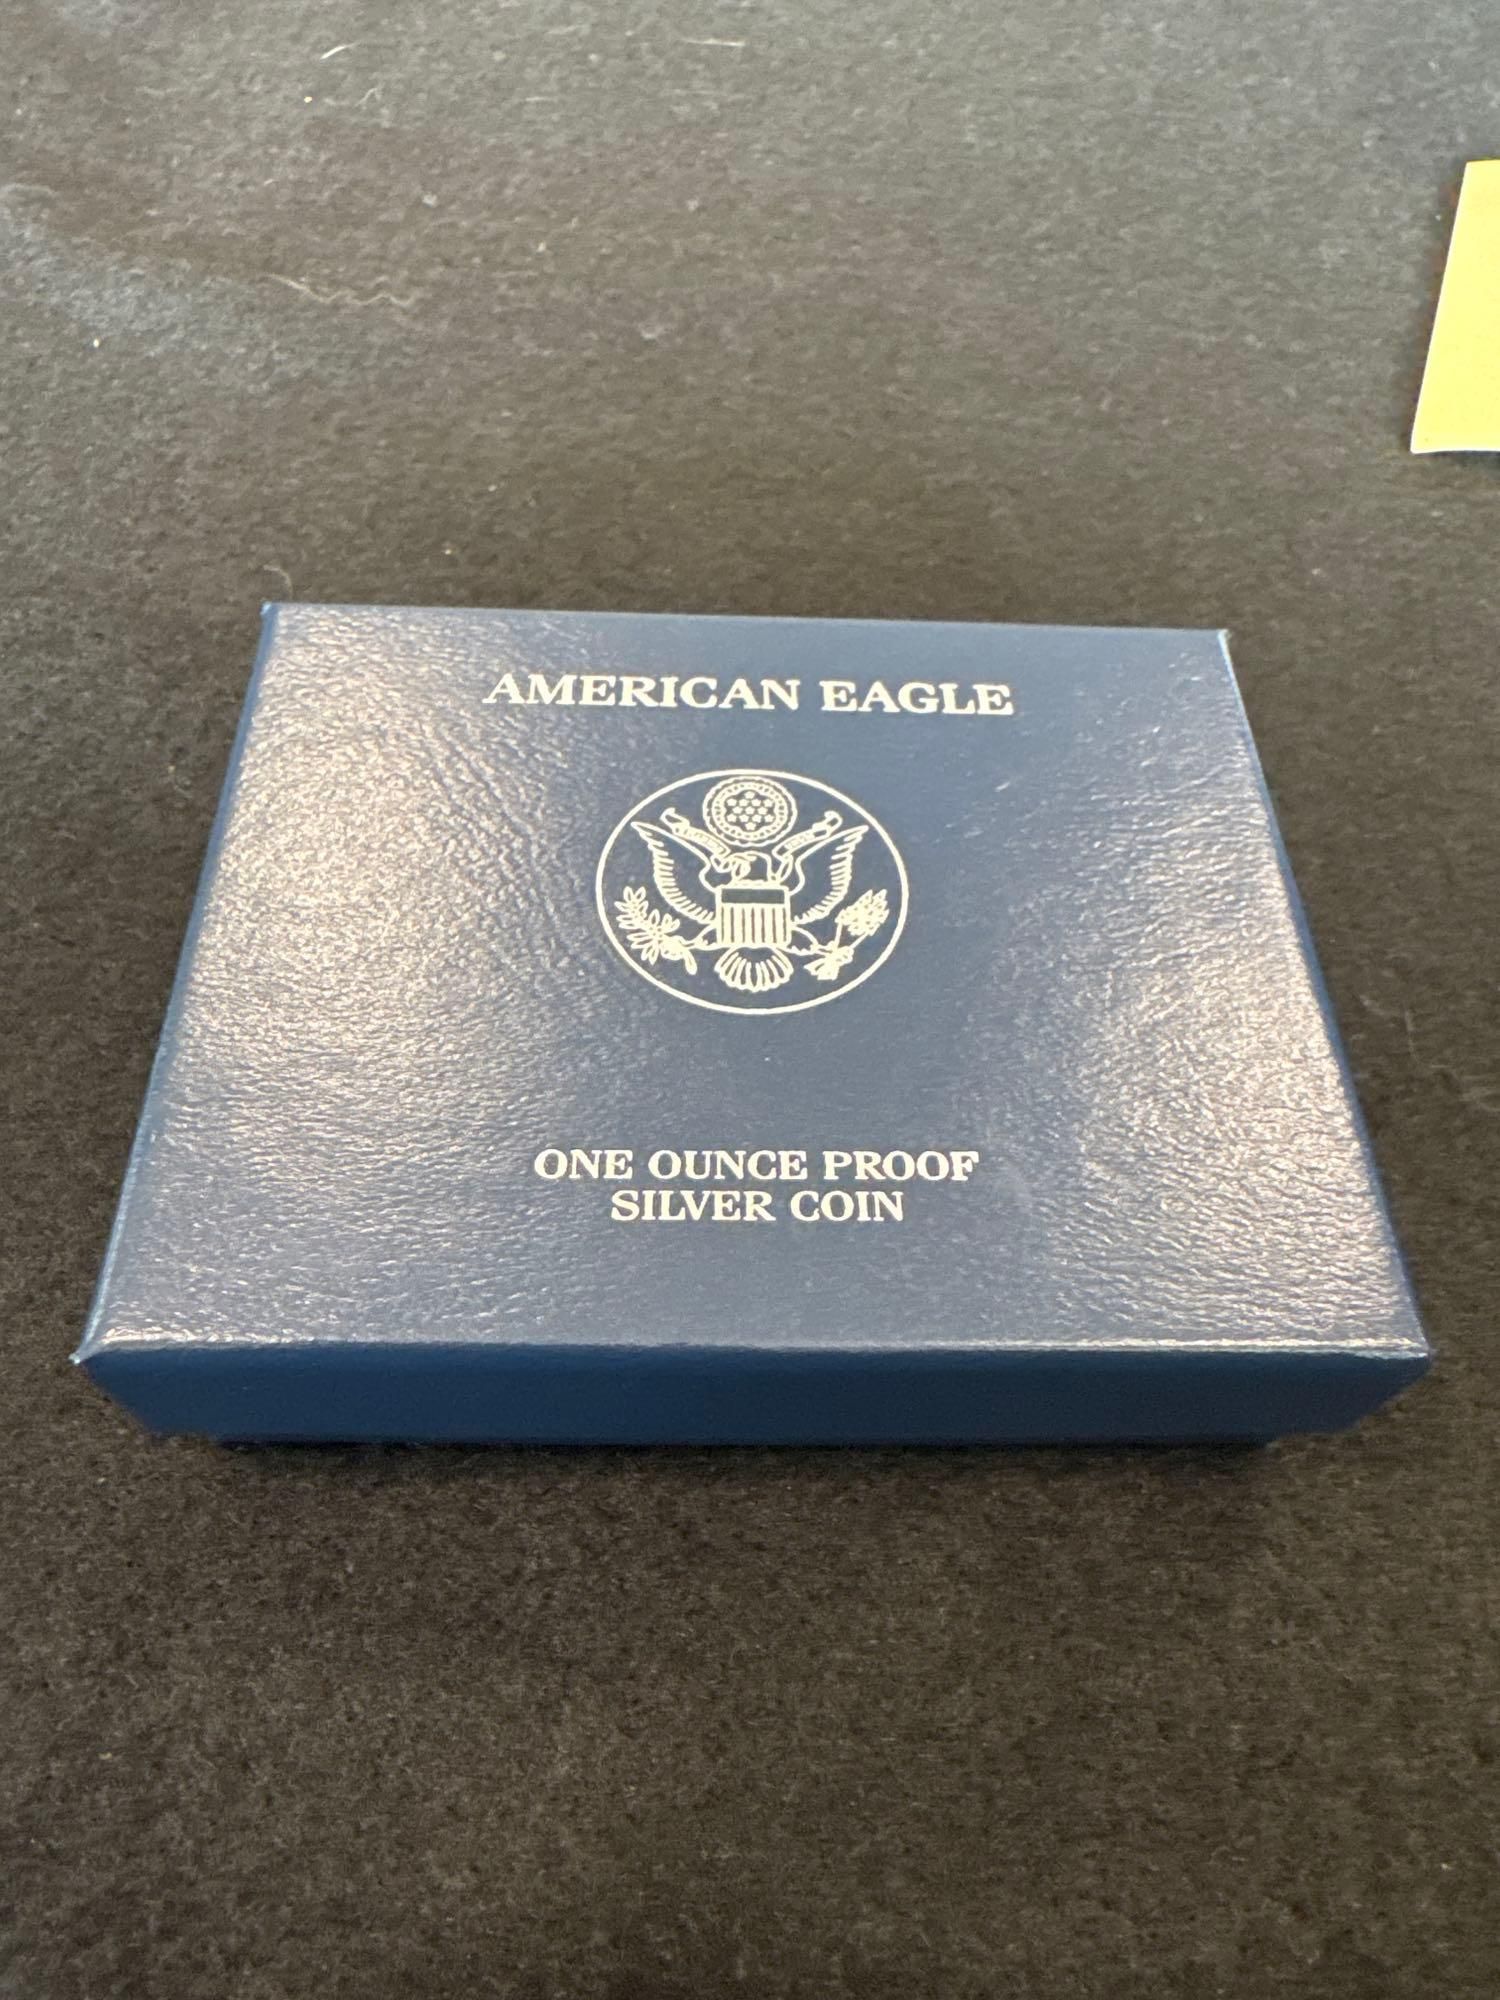 AMERICAN EAGLE
ONE OUNCE PROOF
SILVER COIN